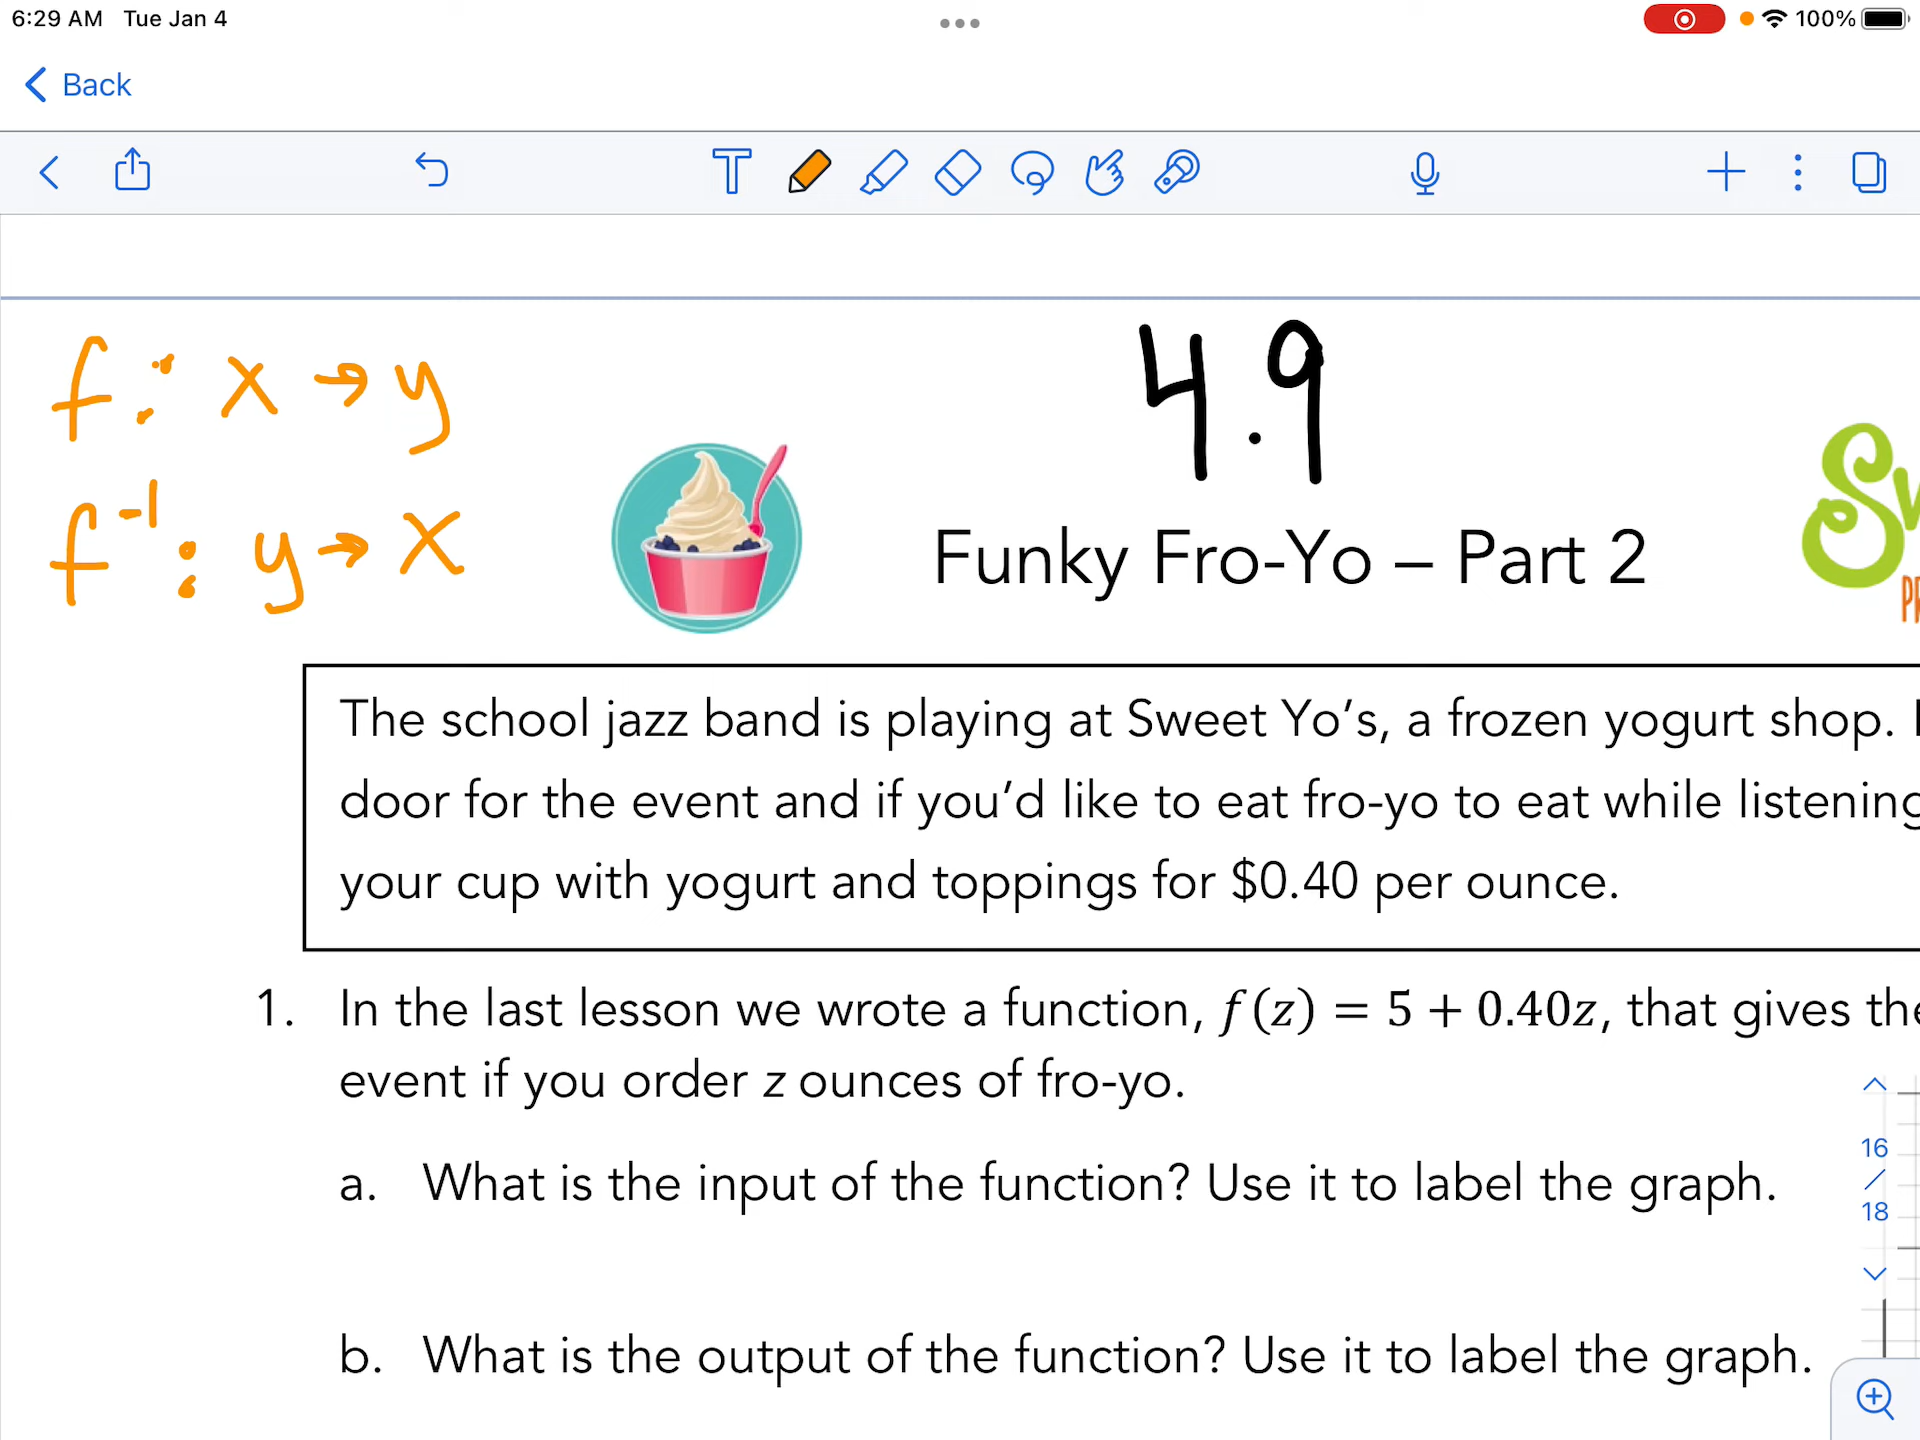 6:29 AM Tue Jan 4
100%
Back
f: x → y
4.9
f⁻¹: y → x
Funky Fro-Yo – Part 2
The school jazz band is playing at Sweet Yo's, a frozen yogurt shop.
door for the event and if you'd like to eat fro-yo to eat while listening
your cup with yogurt and toppings for $0.40 per ounce.
1. In the last lesson we wrote a function, f(z) = 5 + 0.40z, that gives the
event if you order z ounces of fro-yo.
a. What is the input of the function? Use it to label the graph.
16
/
18
b. What is the output of the function? Use it to label the graph.